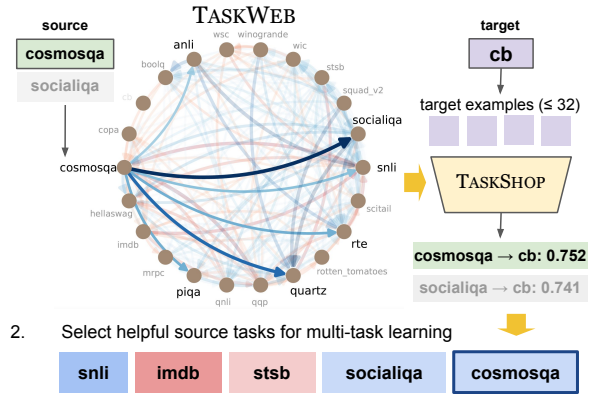 source
cosmosqa
socialiqa
TASKWEB
wsc
winogrande
anli
wic
boolq
stsb
cb
squad_v2
copa
socialiqa
cosmosqa
snli
hellaswag
scitail
imdb
rte
mrpc
rotten_tomatoes
piqa
quartz
qnli
qqp
target
cb
target examples (≤ 32)
TASKSHOP
cosmosqa → cb: 0.752
socialiqa → cb: 0.741
2. Select helpful source tasks for multi-task learning
snli imdb stsb socialiqa cosmosqa